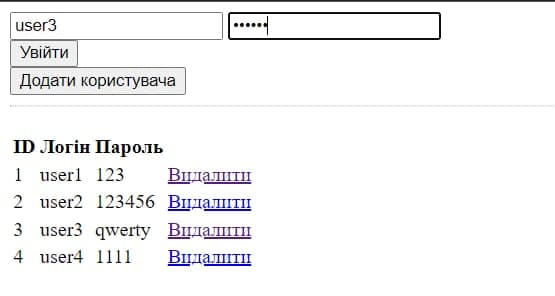 user3 ••••••
Увійти
Додати користувача
ID Логін Пароль
1 user1 123 Видалити
2 user2 123456 Видалити
3 user3 qwerty Видалити
4 user4 1111 Видалити